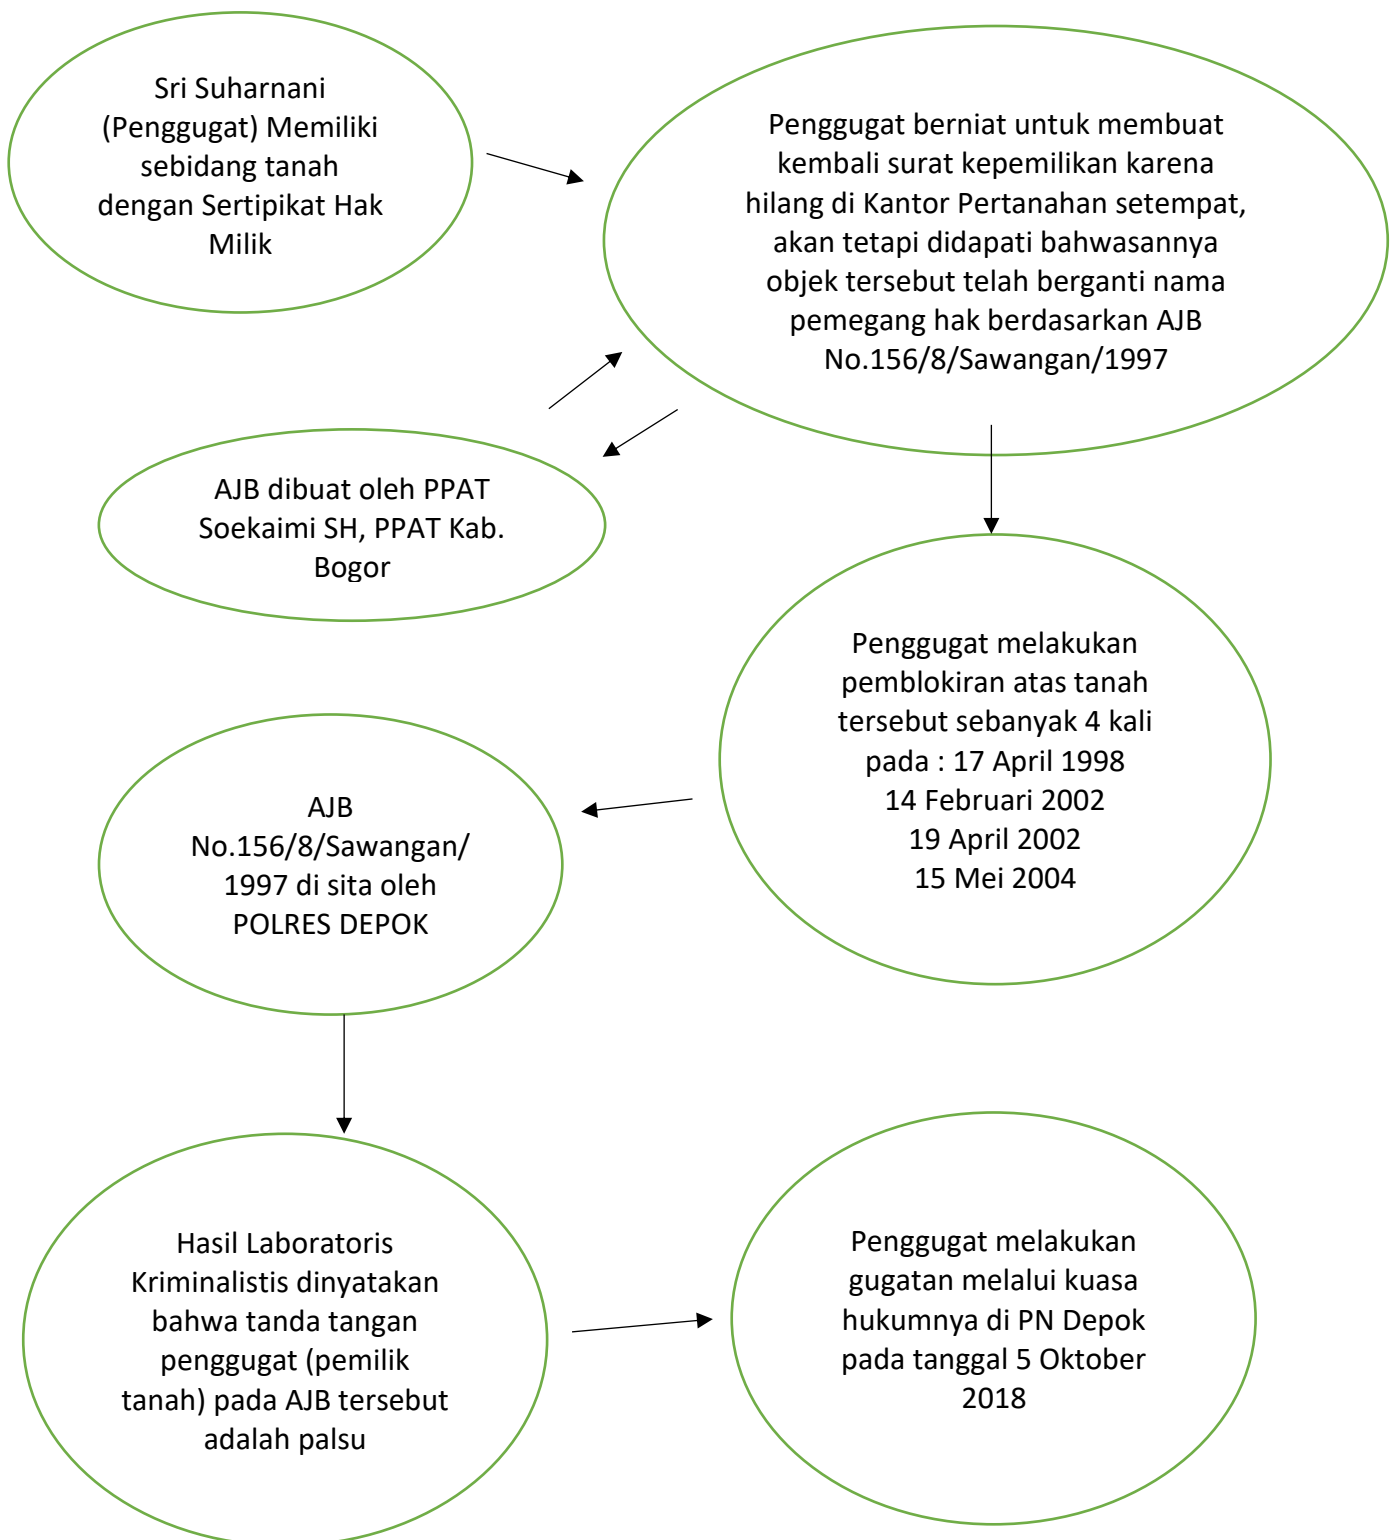 Sri Suharnani
(Penggugat) Memiliki
sebidang tanah
dengan Sertipikat Hak
Milik
Penggugat berniat untuk membuat
kembali surat kepemilikan karena
hilang di Kantor Pertanahan setempat,
akan tetapi didapati bahwasannya
objek tersebut telah berganti nama
pemegang hak berdasarkan AJB
No.156/8/Sawangan/1997
AJB dibuat oleh PPAT
Soekaimi SH, PPAT Kab.
Bogor
Penggugat melakukan
pemblokiran atas tanah
tersebut sebanyak 4 kali
pada : 17 April 1998
14 Februari 2002
19 April 2002
15 Mei 2004
AJB
No.156/8/Sawangan/
1997 di sita oleh
POLRES DEPOK
Hasil Laboratoris
Kriminalistis dinyatakan
bahwa tanda tangan
penggugat (pemilik
tanah) pada AJB tersebut
adalah palsu
Penggugat melakukan
gugatan melalui kuasa
hukumnya di PN Depok
pada tanggal 5 Oktober
2018